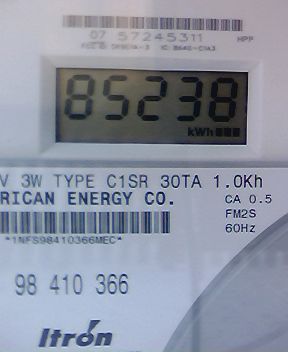 07 57245311 HPP
85238
kWh
V 3W TYPE C1SR 30TA 1.0Kh
RICAN ENERGY CO. CA 0.5
FM2S
*1NFS98410366MEC* 60Hz
98 410 366
Itron